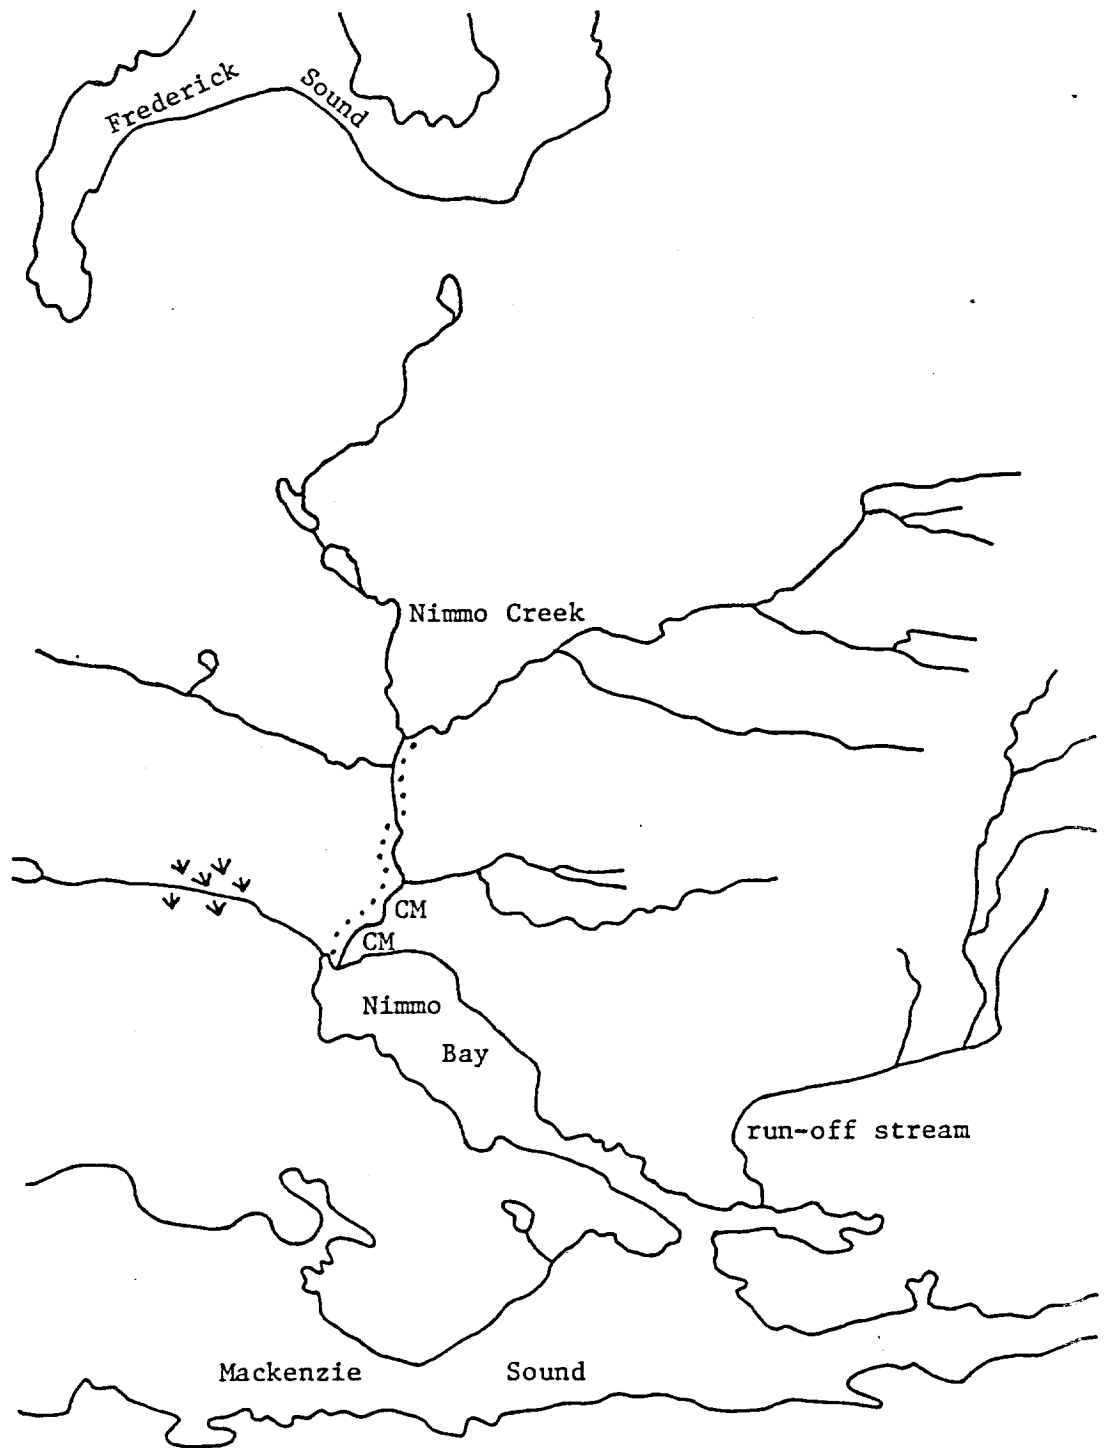 Frederick Sound
Nimmo Creek
CM
CM
Nimmo
Bay
run-off stream
Mackenzie Sound